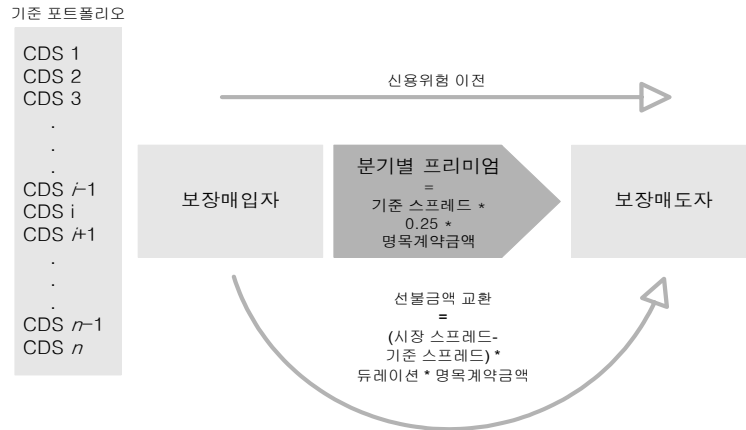 기준 포트폴리오
CDS 1
CDS 2
CDS 3
.
.
.
CDS i-1
CDS i
CDS i+1
.
.
.
CDS n-1
CDS n
신용위험 이전
보장매입자
분기별 프리미엄
=
기준 스프레드 *
0.25 *
명목계약금액
보장매도자
선불금액 교환
=
(시장 스프레드-
기준 스프레드) *
듀레이션 * 명목계약금액